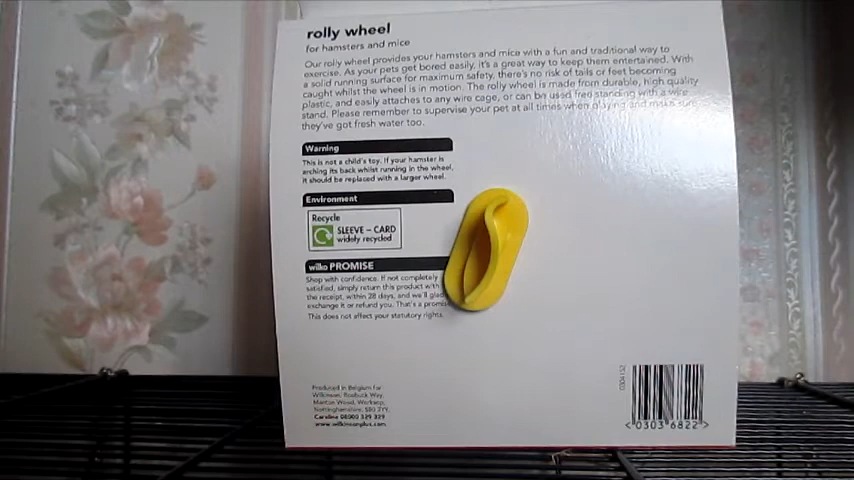 rolly wheel
for hamsters and mice
Our rolly wheel provides your hamsters and mice with a fun and traditional way to
exercise. As your pets get bored easily, it's a great way to keep them entertained. With
a solid running surface for maximum safety, there's no risk of tails or feet becoming
caught whilst the wheel is in motion. The rolly wheel is made from durable, high quality
plastic, and easily attaches to any wire cage, or can be used free standing with a wire
stand. Please remember to supervise your pet at all times when playing and make sure
they've got fresh water too.
Warning
This is not a child's toy. If your hamster is
arching its back whilst running in the wheel,
it should be replaced with a larger wheel.
Environment
Recycle
SLEEVE - CARD
widely recycled
wilko PROMISE
Shop with confidence. If not completely
satisfied, simply return this product with
the receipt, within 28 days, and we'll
exchange it or refund you. That's a
This does not affect your statutory rights.
Produced in Belgium for
Wilkinson, Roebuck Way,
Manton Wood, Worksop,
Nottinghamshire, S80 3YY.
Careline 08000 329 329
www.wilkinsonplus.com
0304152
<0303 6822>